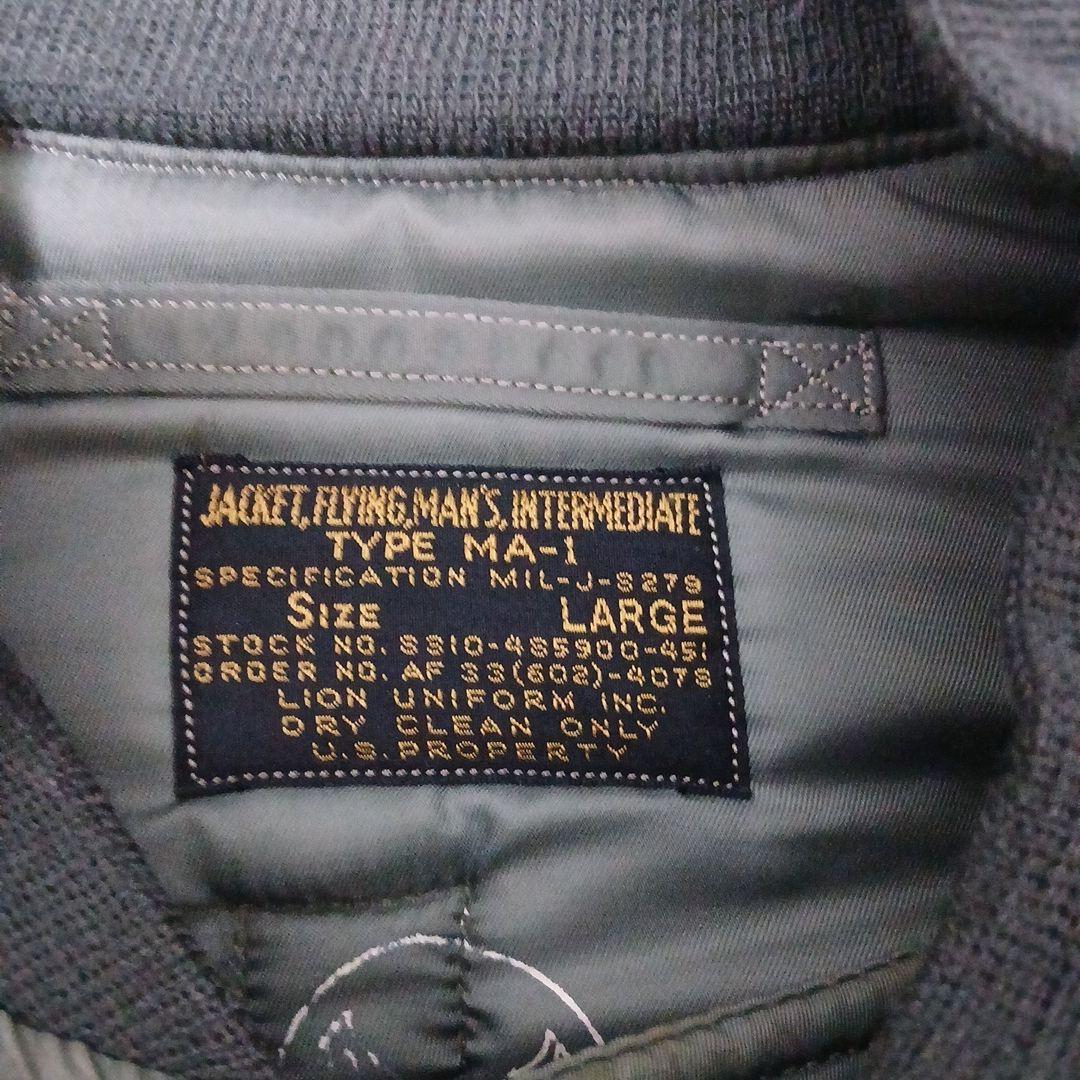 JACKET, FLYING, MAN'S, INTERMEDIATE
TYPE MA-1
SPECIFICATION MIL-J-8279
SIZE LARGE
STOCK NO. 8310-485900-451
ORDER NO. AF 33(602)-4078
LION UNIFORM INC.
DRY CLEAN ONLY
U.S. PROPERTY